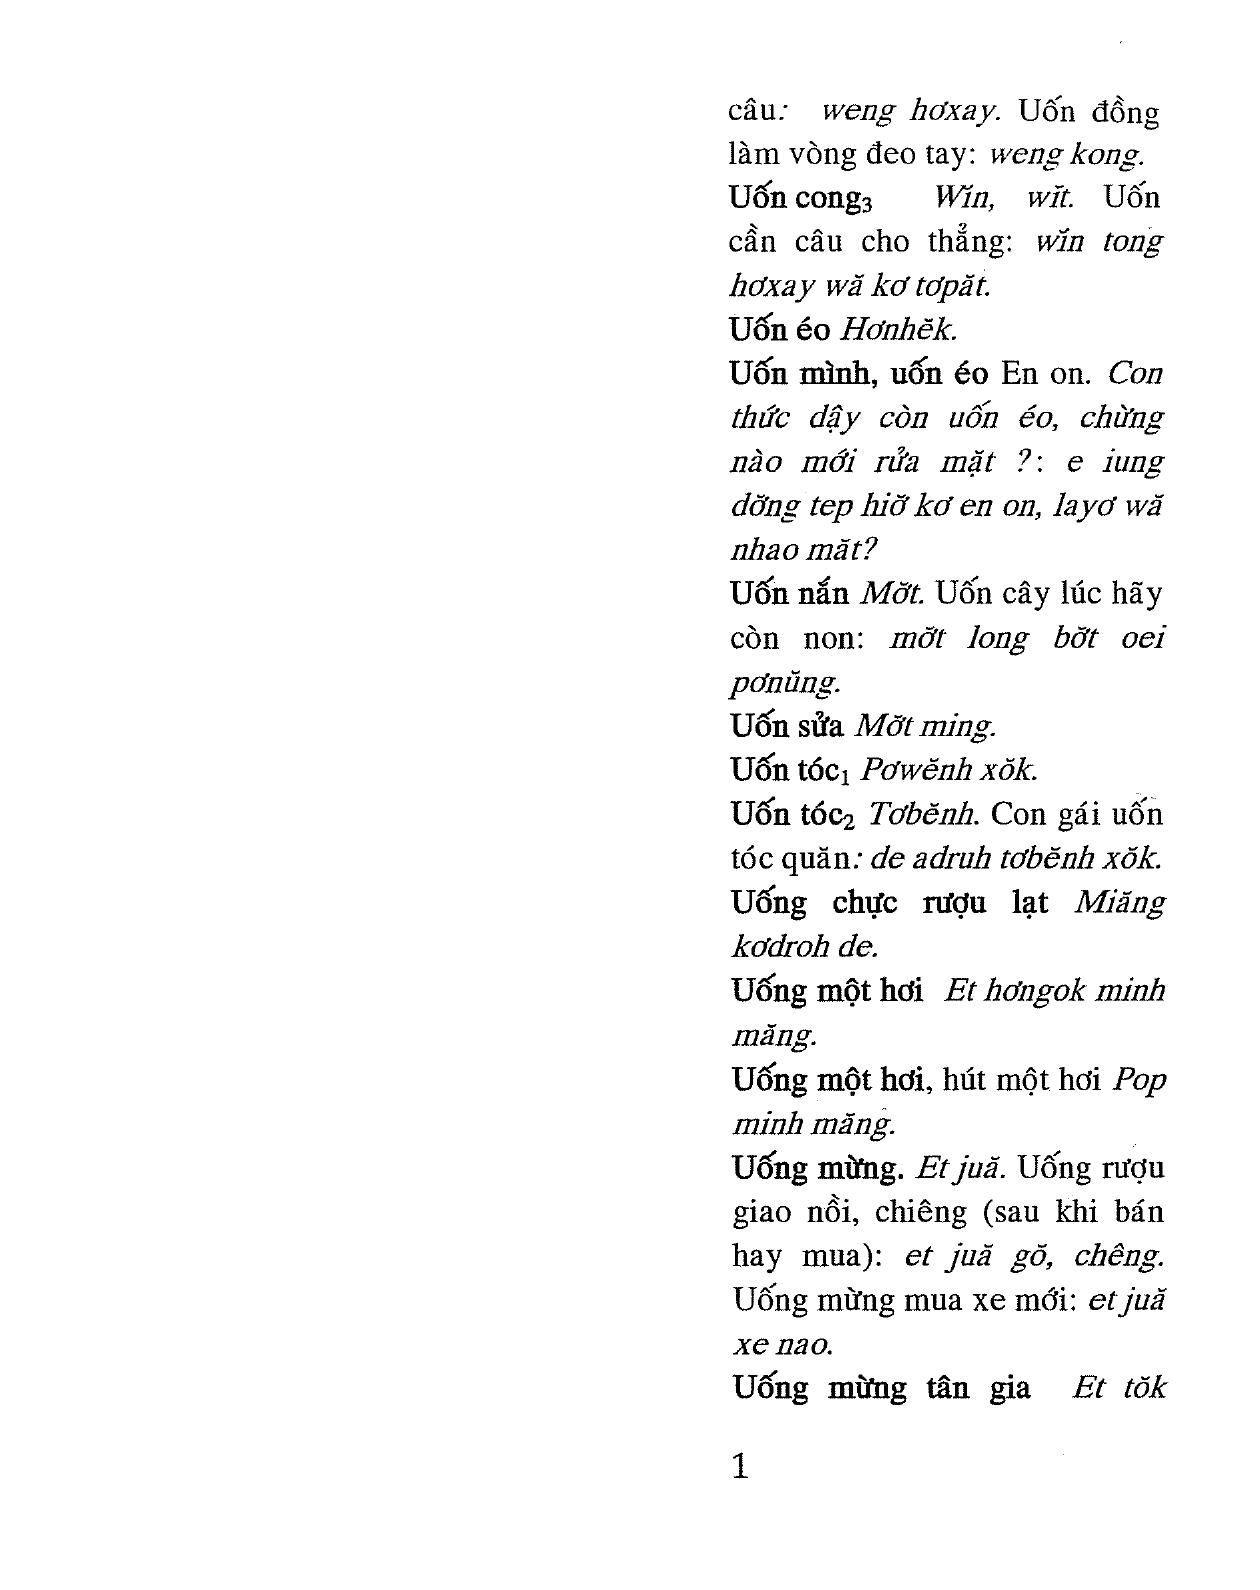 câu: weng hơxay. Uốn đồng
làm vòng đeo tay: weng kong.
Uốn cong₃ Wĭn, wĭt. Uốn
cần câu cho thẳng: wĭn tong
hơxay wă kơ tơpăt.
Uốn éo Hơnhĕk.
Uốn mình, uốn éo En on. Con
thức dậy còn uốn éo, chừng
nào mới rửa mặt ?: e iung
dơ̆ng tep hiơ̆ kơ en on, layơ wă
nhao măt?
Uốn nắn Mơ̆t. Uốn cây lúc hãy
còn non: mơ̆t long bơ̆t oei
pơnŭng.
Uốn sửa Mơ̆t ming.
Uốn tóc₁ Pơwĕnh xŏk.
Uốn tóc₂ Tơbĕnh. Con gái uốn
tóc quăn: de adruh tơbĕnh xŏk.
Uống chực rượu lạt Miăng
kơdroh de.
Uống một hơi Et hơngok minh
măng.
Uống một hơi, hút một hơi Pop
minh măng.
Uống mừng. Et juă. Uống rượu
giao nồi, chiêng (sau khi bán
hay mua): et juă gŏ, chêng.
Uống mừng mua xe mới: et juă
xe nao.
Uống mừng tân gia Et tŏk
1